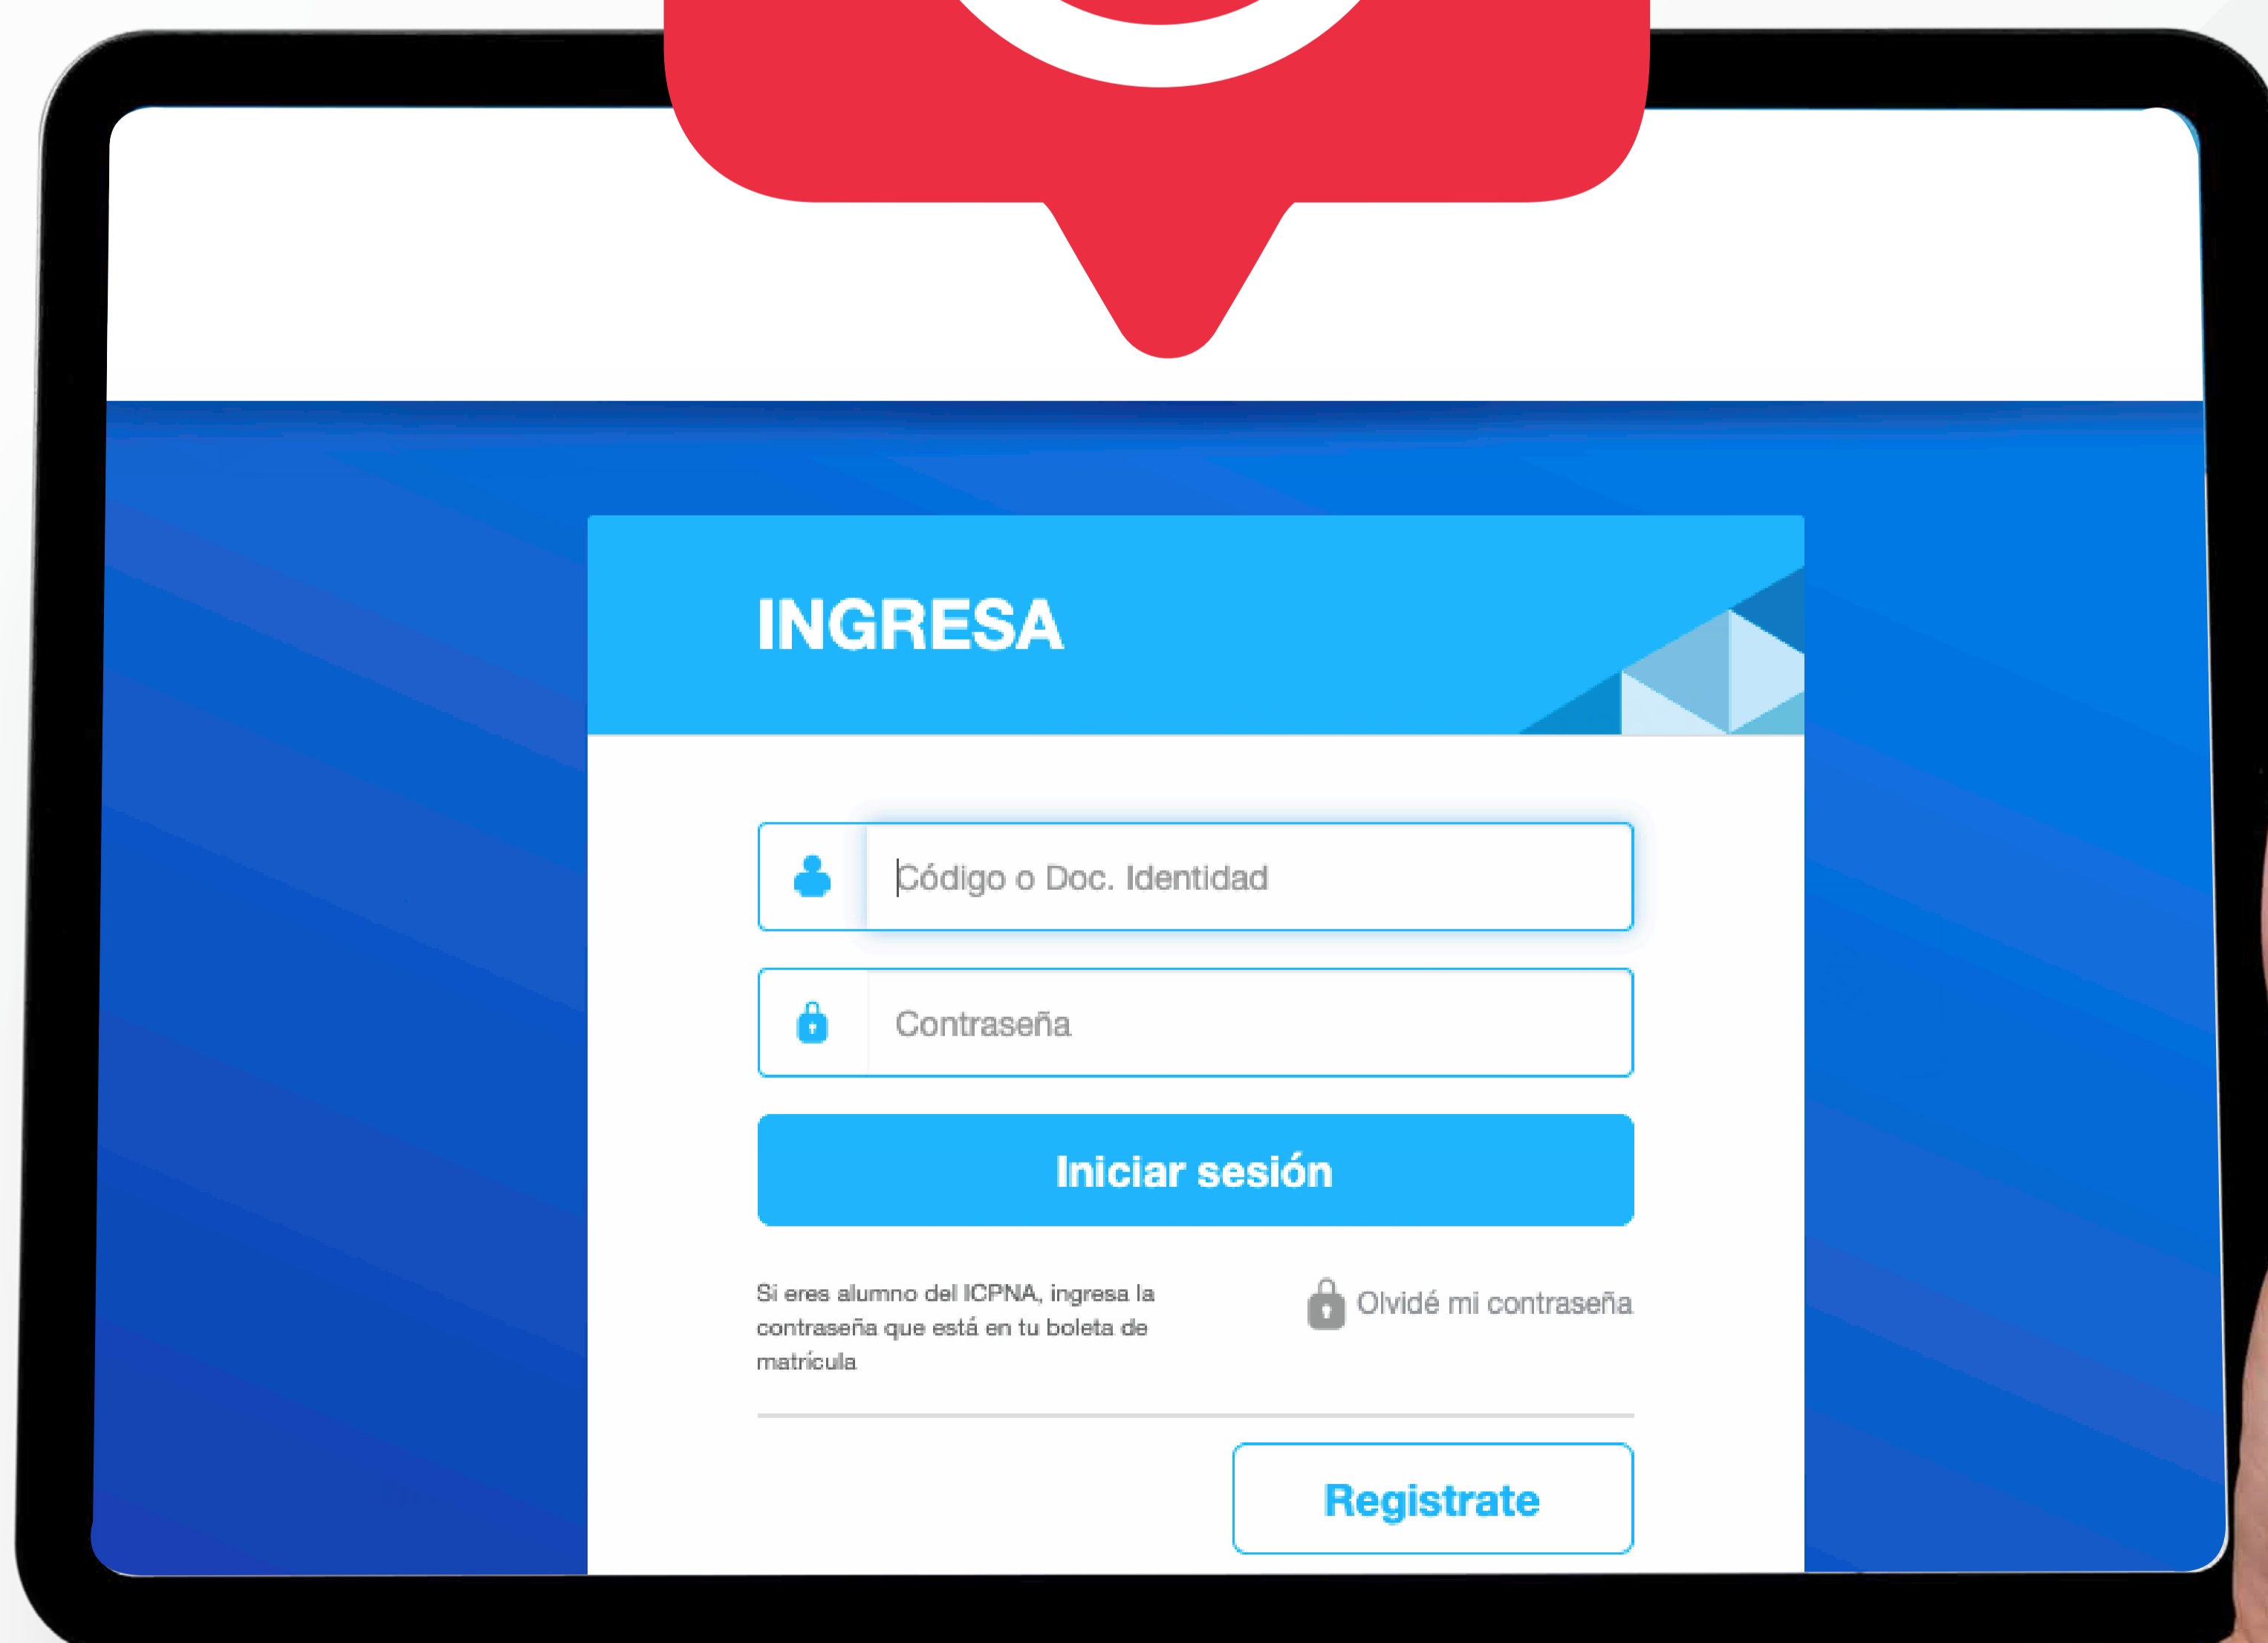 INGRESA
Código o Doc. Identidad
Contraseña
Iniciar sesión
Si eres alumno del ICPNA, ingresa la
contraseña que está en tu boleta de
matrícula
Olvidé mi contraseña
Registrate